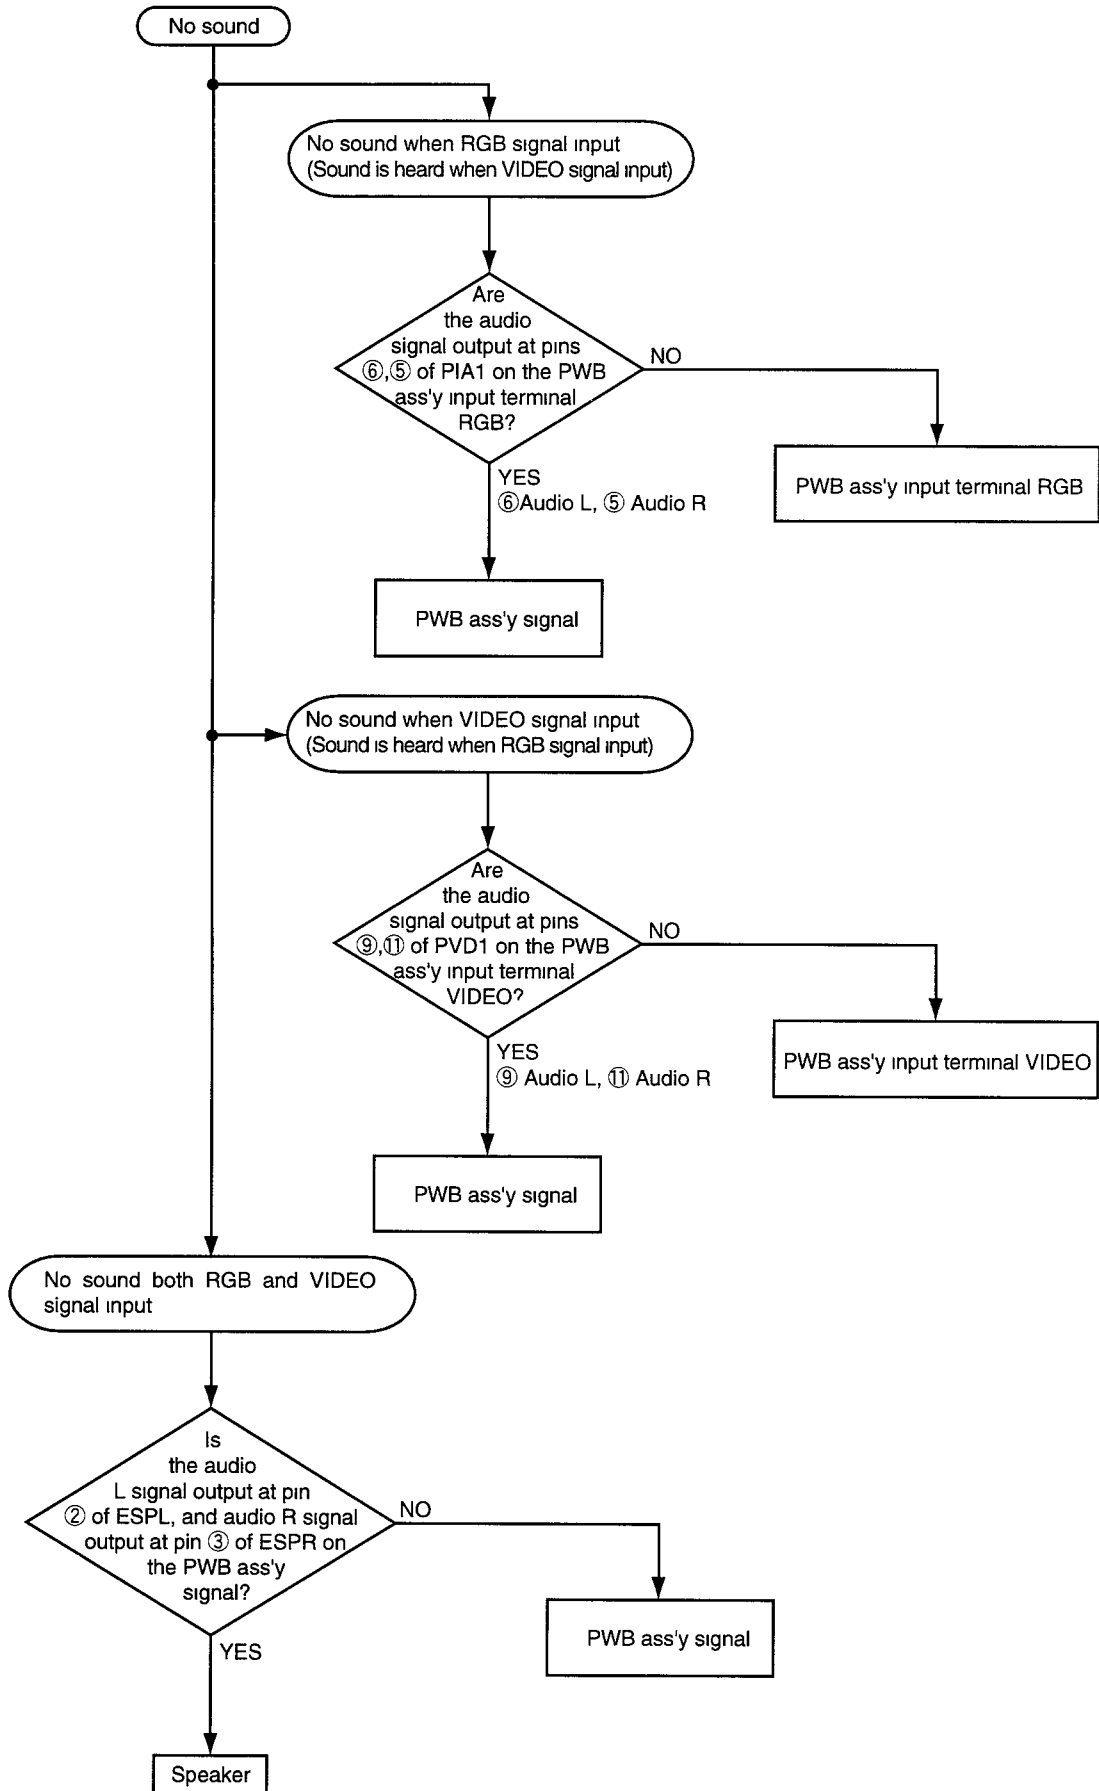 No sound
No sound when RGB signal input
(Sound is heard when VIDEO signal input)
Are
the audio
signal output at pins
⑥,⑤ of PIA1 on the PWB
ass'y input terminal
RGB?
NO
PWB ass'y input terminal RGB
YES
⑥Audio L, ⑤ Audio R
PWB ass'y signal
No sound when VIDEO signal input
(Sound is heard when RGB signal input)
Are
the audio
signal output at pins
⑨,⑪ of PVD1 on the PWB
ass'y input terminal
VIDEO?
NO
PWB ass'y input terminal VIDEO
YES
⑨ Audio L, ⑪ Audio R
PWB ass'y signal
No sound both RGB and VIDEO
signal input
Is
the audio
L signal output at pin
② of ESPL, and audio R signal
output at pin ③ of ESPR on
the PWB ass'y
signal?
NO
PWB ass'y signal
YES
Speaker